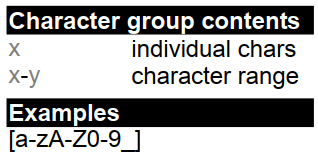 Character group contents
x individual chars
x-y character range
Examples
[a-zA-Z0-9_]